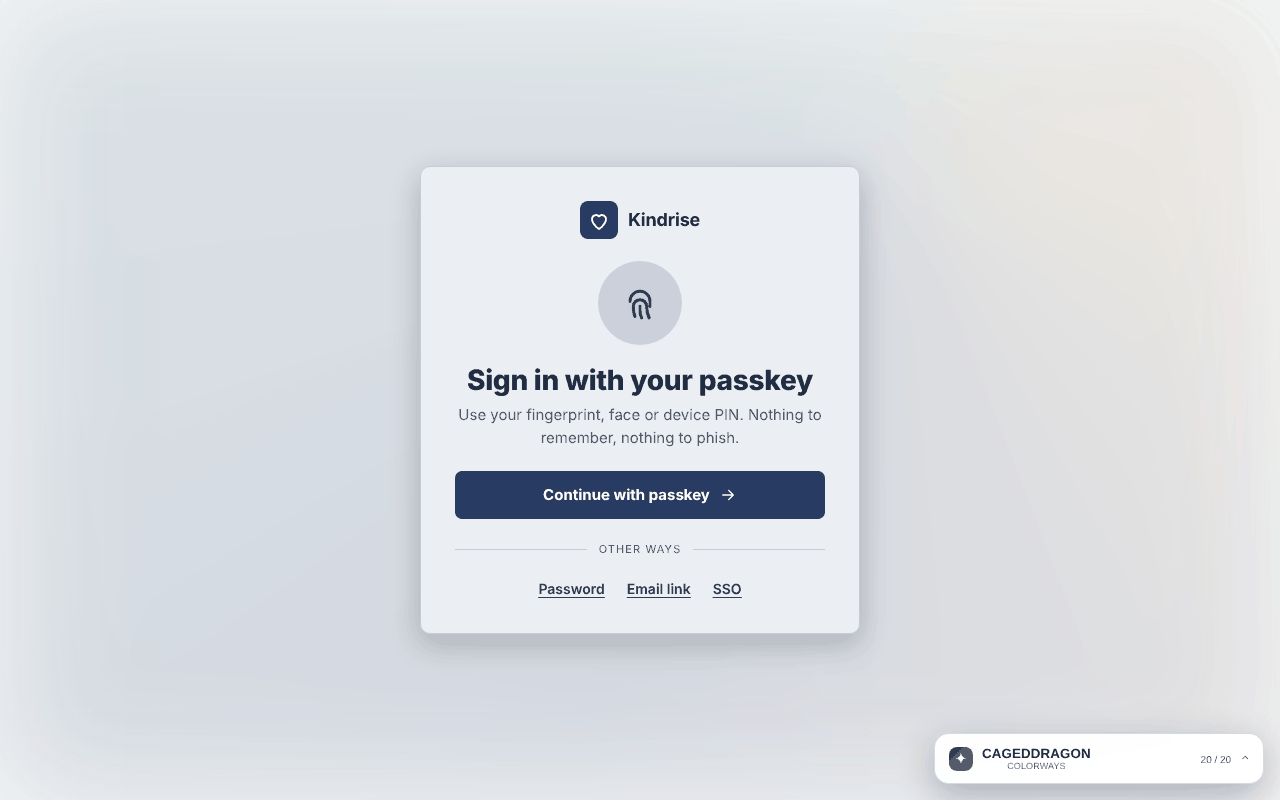 Kindrise
Sign in with your passkey
Use your fingerprint, face or device PIN. Nothing to
remember, nothing to phish.
Continue with passkey →
OTHER WAYS
Password Email link SSO
CAGEDDRAGON
COLORWAYS
20 / 20